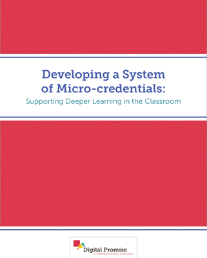 Developing a System
of Micro-credentials:
Supporting Deeper Learning in the Classroom
Digital Promise